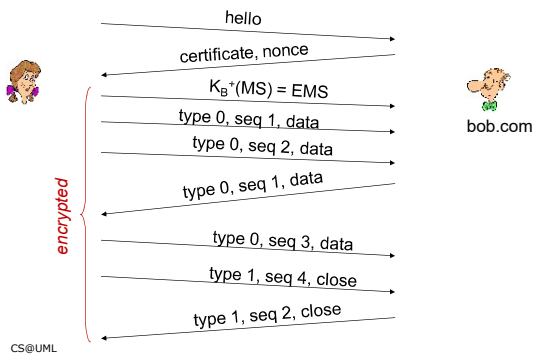 hello
certificate, nonce
K_B⁺(MS) = EMS
type 0, seq 1, data
bob.com
type 0, seq 2, data
type 0, seq 1, data
encrypted
type 0, seq 3, data
type 1, seq 4, close
type 1, seq 2, close
CS@UML